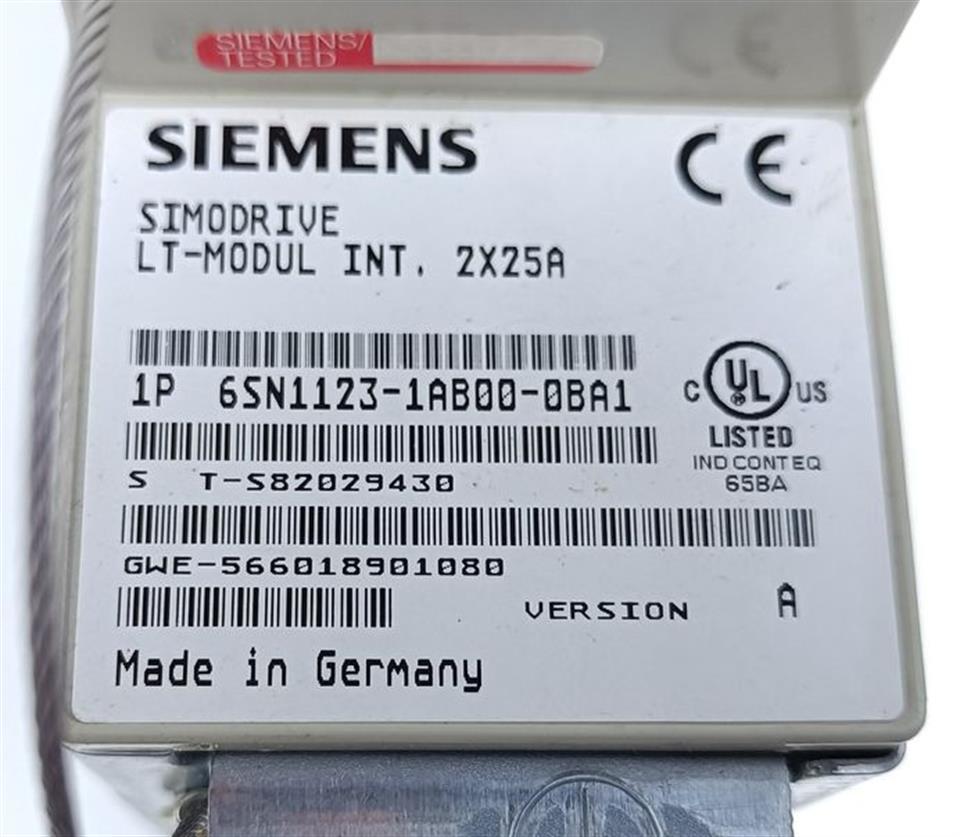 SIEMENS/
TESTED
SIEMENS
CE
SIMODRIVE
LT-MODUL INT. 2X25A
1P 6SN1123-1AB00-0BA1
C UL US
LISTED
IND CONT EQ
65BA
S T-S82029430
GWE-566018901080
VERSION A
Made in Germany